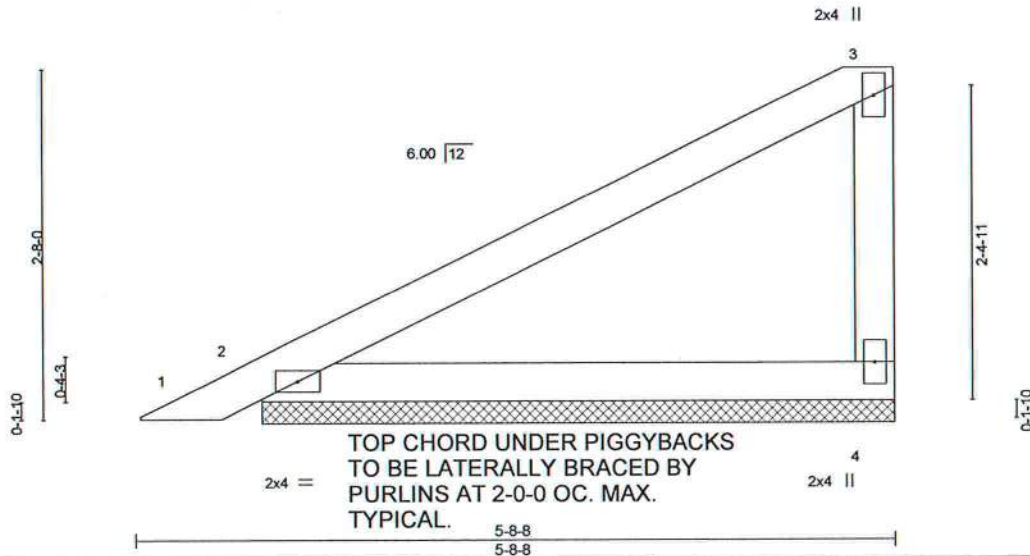 2x4 ||
3
6.00 12
2-8-0
2-4-11
2
1
0-4-3
0-1-10
0-1-10
TOP CHORD UNDER PIGGYBACKS
TO BE LATERALLY BRACED BY
PURLINS AT 2-0-0 OC. MAX.
TYPICAL.
2x4 =
4
2x4 ||
5-8-8
5-8-8